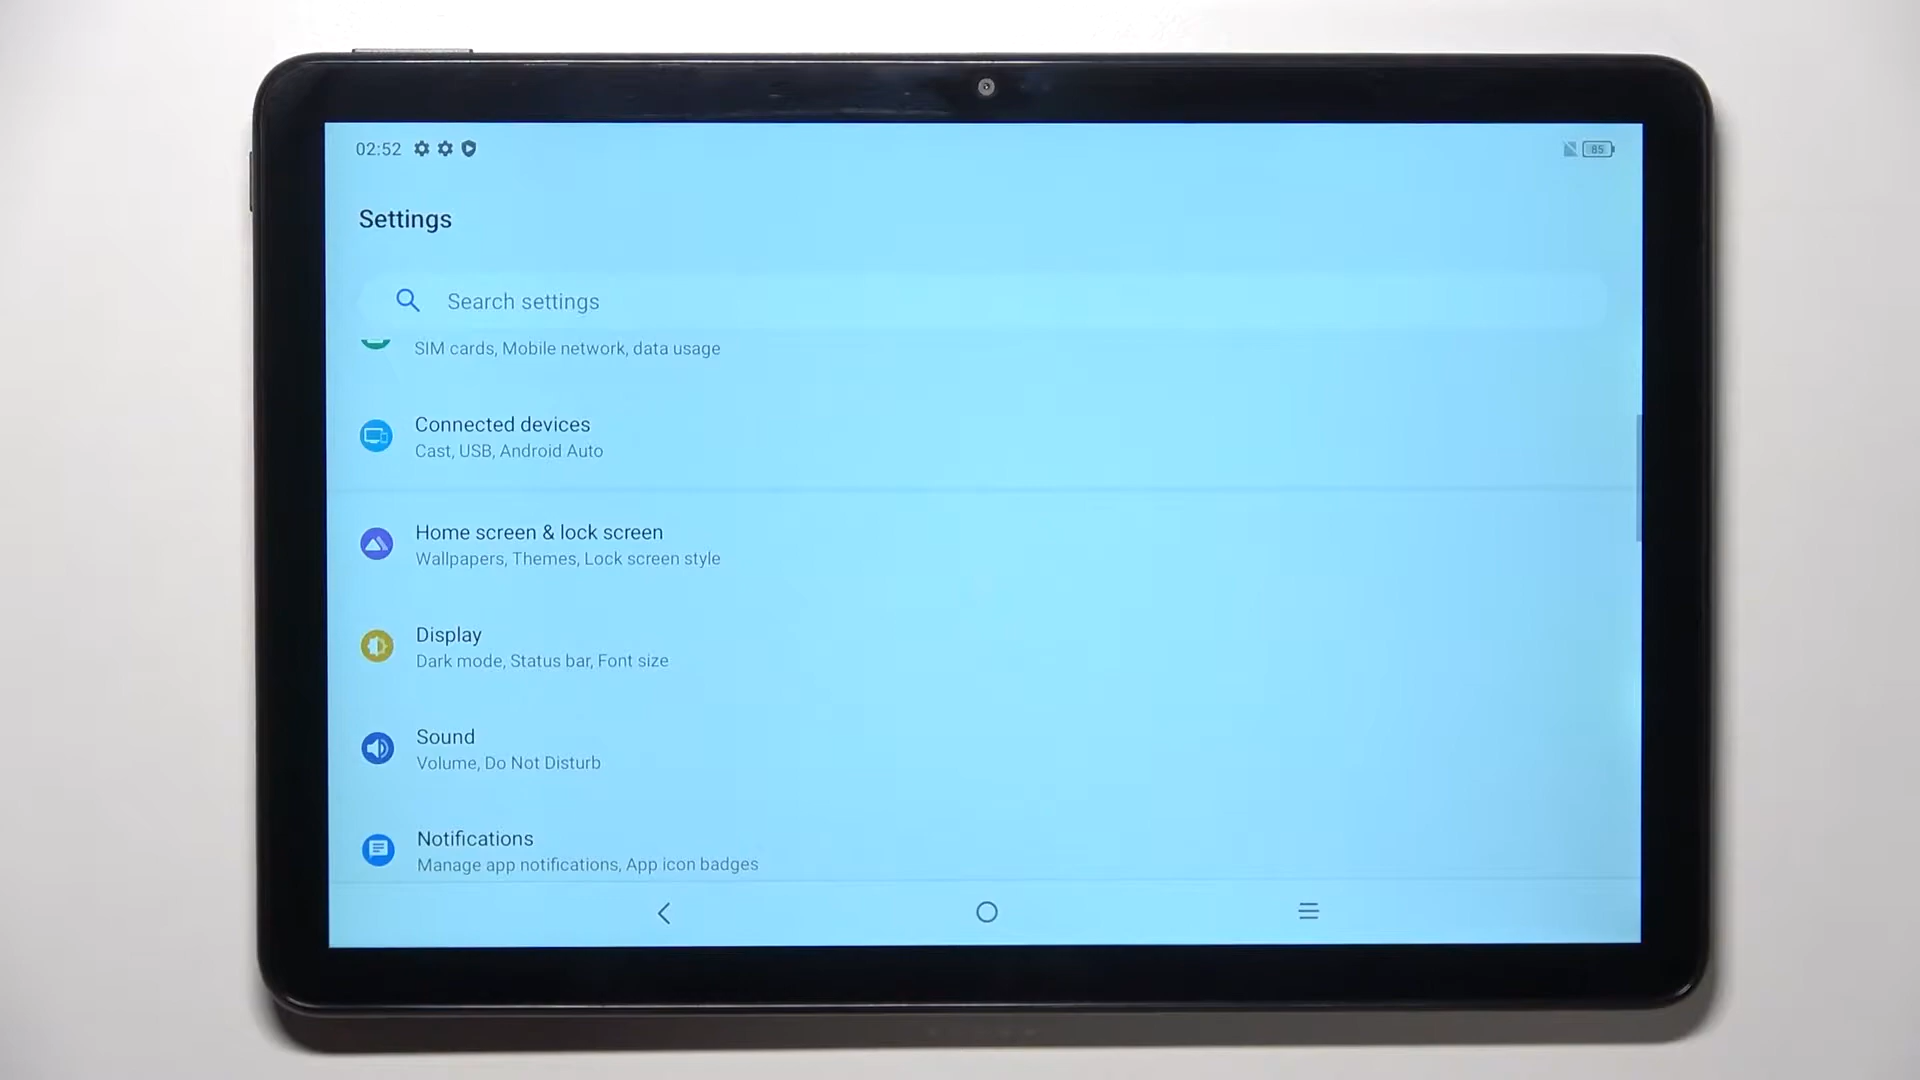 02:52
85
Settings
Search settings
SIM cards, Mobile network, data usage
Connected devices
Cast, USB, Android Auto
Home screen & lock screen
Wallpapers, Themes, Lock screen style
Display
Dark mode, Status bar, Font size
Sound
Volume, Do Not Disturb
Notifications
Manage app notifications, App icon badges